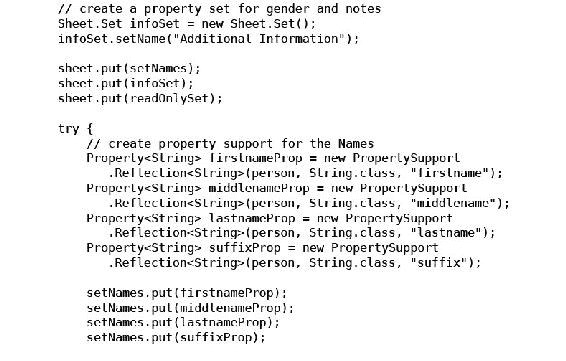 // create a property set for gender and notes
Sheet.Set infoSet = new Sheet.Set();
infoSet.setName("Additional Information");
sheet.put(setNames);
sheet.put(infoSet);
sheet.put(readOnlySet);
try {
// create property support for the Names
Property<String> firstnameProp = new PropertySupport
.Reflection<String>(person, String.class, "firstname");
Property<String> middlenameProp = new PropertySupport
.Reflection<String>(person, String.class, "middlename");
Property<String> lastnameProp = new PropertySupport
.Reflection<String>(person, String.class, "lastname");
Property<String> suffixProp = new PropertySupport
.Reflection<String>(person, String.class, "suffix");
setNames.put(firstnameProp);
setNames.put(middlenameProp);
setNames.put(lastnameProp);
setNames.put(suffixProp);